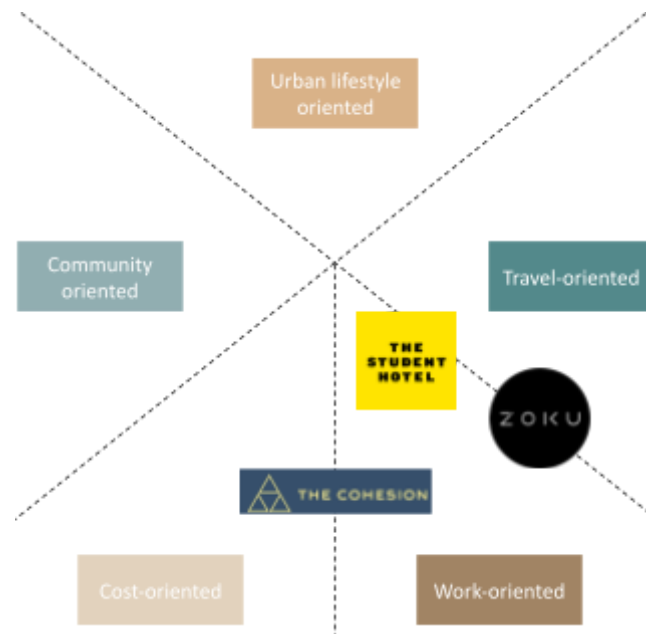 Urban lifestyle
oriented
Community
oriented
Travel-oriented
THE
STUDENT
HOTEL
ZOKU
THE COHESION
Cost-oriented
Work-oriented